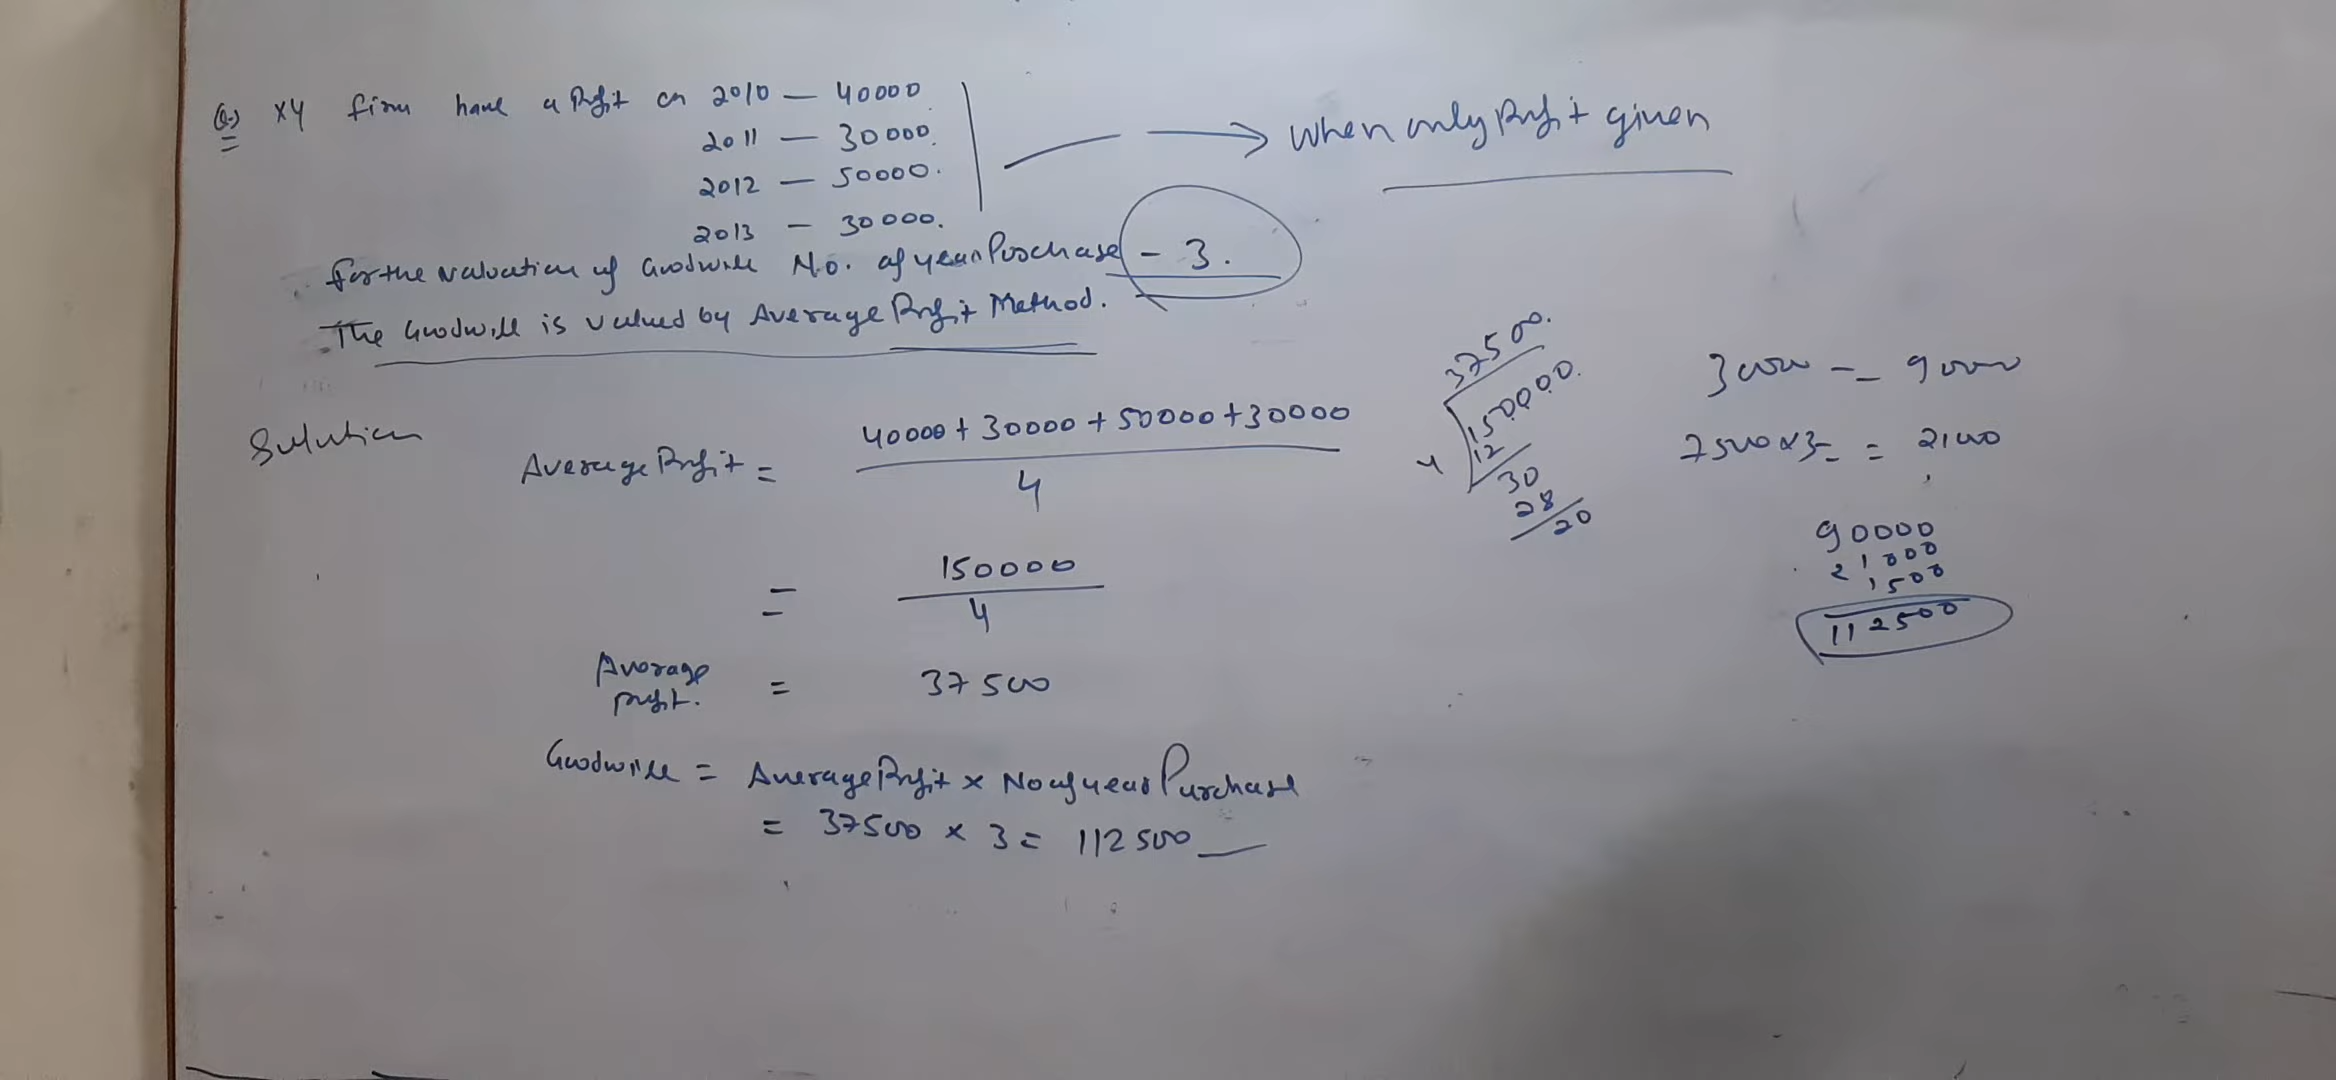 Q.) XY firm have a Profit on 2010 — 40000
2011 — 30000.
2012 — 50000.
2013 — 30000.
When only Profit given
for the valuation of Goodwill No. of year Purchase — 3.
The Goodwill is valued by Average Profit Method.
Solution
Average Profit = 40000 + 30000 + 50000 + 30000
4
= 150000
4
Average profit. = 37500
Goodwill = Average Profit × No of year Purchase
= 37500 × 3 = 112500
37500.
4 150000.
12
30
28
20
7500 × 3 =
90000
21000
1500
112500